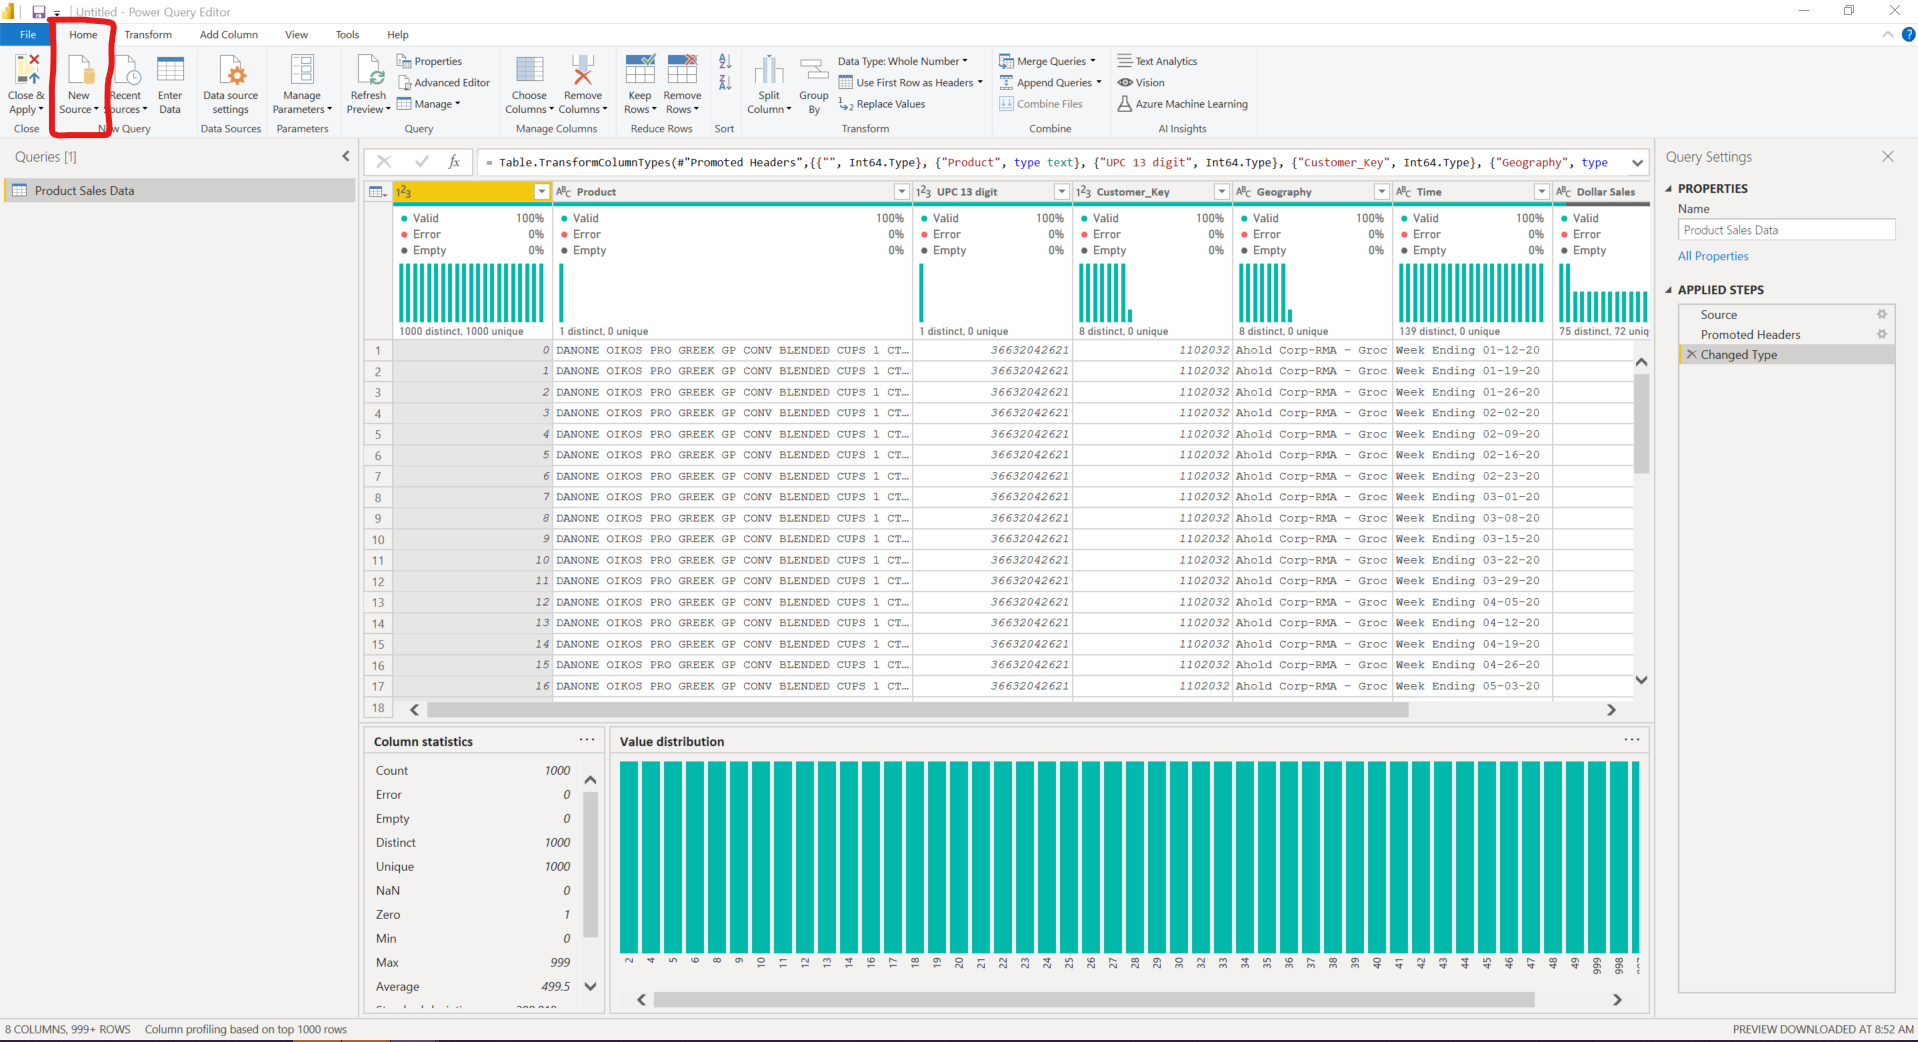 Untitled - Power Query Editor
File Home Transform Add Column View Tools Help
Close & Apply
New Source
Recent Sources
Enter Data
Data source settings
Manage Parameters
Refresh Preview
Properties
Advanced Editor
Manage
Choose Columns
Remove Columns
Keep Rows
Remove Rows
Split Column
Group By
Data Type: Whole Number
Use First Row as Headers
Replace Values
Merge Queries
Append Queries
Combine Files
Text Analytics
Vision
Azure Machine Learning
Close New Query Data Sources Parameters Query Manage Columns Reduce Rows Sort Transform Combine AI Insights
Queries [1]
Product Sales Data
= Table.TransformColumnTypes(#"Promoted Headers",{{"", Int64.Type}, {"Product", type text}, {"UPC 13 digit", Int64.Type}, {"Customer_Key", Int64.Type}, {"Geography", type
Product UPC 13 digit Customer_Key Geography Time Dollar Sales
Valid 100% Valid 100% Valid 100% Valid 100% Valid 100% Valid 100% Valid
Error 0% Error 0% Error 0% Error 0% Error 0% Error 0% Error
Empty 0% Empty 0% Empty 0% Empty 0% Empty 0% Empty 0% Empty
1000 distinct, 1000 unique 1 distinct, 0 unique 1 distinct, 0 unique 8 distinct, 0 unique 8 distinct, 0 unique 139 distinct, 0 unique 75 distinct, 72 uniq
1 0 DANONE OIKOS PRO GREEK GP CONV BLENDED CUPS 1 CT… 36632042621 1102032 Ahold Corp-RMA - Groc Week Ending 01-12-20
2 1 DANONE OIKOS PRO GREEK GP CONV BLENDED CUPS 1 CT… 36632042621 1102032 Ahold Corp-RMA - Groc Week Ending 01-19-20
3 2 DANONE OIKOS PRO GREEK GP CONV BLENDED CUPS 1 CT… 36632042621 1102032 Ahold Corp-RMA - Groc Week Ending 01-26-20
4 3 DANONE OIKOS PRO GREEK GP CONV BLENDED CUPS 1 CT… 36632042621 1102032 Ahold Corp-RMA - Groc Week Ending 02-02-20
5 4 DANONE OIKOS PRO GREEK GP CONV BLENDED CUPS 1 CT… 36632042621 1102032 Ahold Corp-RMA - Groc Week Ending 02-09-20
6 5 DANONE OIKOS PRO GREEK GP CONV BLENDED CUPS 1 CT… 36632042621 1102032 Ahold Corp-RMA - Groc Week Ending 02-16-20
7 6 DANONE OIKOS PRO GREEK GP CONV BLENDED CUPS 1 CT… 36632042621 1102032 Ahold Corp-RMA - Groc Week Ending 02-23-20
8 7 DANONE OIKOS PRO GREEK GP CONV BLENDED CUPS 1 CT… 36632042621 1102032 Ahold Corp-RMA - Groc Week Ending 03-01-20
9 8 DANONE OIKOS PRO GREEK GP CONV BLENDED CUPS 1 CT… 36632042621 1102032 Ahold Corp-RMA - Groc Week Ending 03-08-20
10 9 DANONE OIKOS PRO GREEK GP CONV BLENDED CUPS 1 CT… 36632042621 1102032 Ahold Corp-RMA - Groc Week Ending 03-15-20
11 10 DANONE OIKOS PRO GREEK GP CONV BLENDED CUPS 1 CT… 36632042621 1102032 Ahold Corp-RMA - Groc Week Ending 03-22-20
12 11 DANONE OIKOS PRO GREEK GP CONV BLENDED CUPS 1 CT… 36632042621 1102032 Ahold Corp-RMA - Groc Week Ending 03-29-20
13 12 DANONE OIKOS PRO GREEK GP CONV BLENDED CUPS 1 CT… 36632042621 1102032 Ahold Corp-RMA - Groc Week Ending 04-05-20
14 13 DANONE OIKOS PRO GREEK GP CONV BLENDED CUPS 1 CT… 36632042621 1102032 Ahold Corp-RMA - Groc Week Ending 04-12-20
15 14 DANONE OIKOS PRO GREEK GP CONV BLENDED CUPS 1 CT… 36632042621 1102032 Ahold Corp-RMA - Groc Week Ending 04-19-20
16 15 DANONE OIKOS PRO GREEK GP CONV BLENDED CUPS 1 CT… 36632042621 1102032 Ahold Corp-RMA - Groc Week Ending 04-26-20
17 16 DANONE OIKOS PRO GREEK GP CONV BLENDED CUPS 1 CT… 36632042621 1102032 Ahold Corp-RMA - Groc Week Ending 05-03-20
18
Column statistics
Count 1000
Error 0
Empty 0
Distinct 1000
Unique 1000
NaN 0
Zero 1
Min 0
Max 999
Average 499.5
Value distribution
2 4 5 6 8 9 10 11 12 13 14 16 17 18 19 20 21 22 23 24 25 26 27 28 29 30 32 33 34 35 36 37 38 39 40 41 42 43 44 45 46 47 48 49 999 998
Query Settings
PROPERTIES
Name
Product Sales Data
All Properties
APPLIED STEPS
Source
Promoted Headers
Changed Type
8 COLUMNS, 999+ ROWS Column profiling based on top 1000 rows
PREVIEW DOWNLOADED AT 8:52 AM